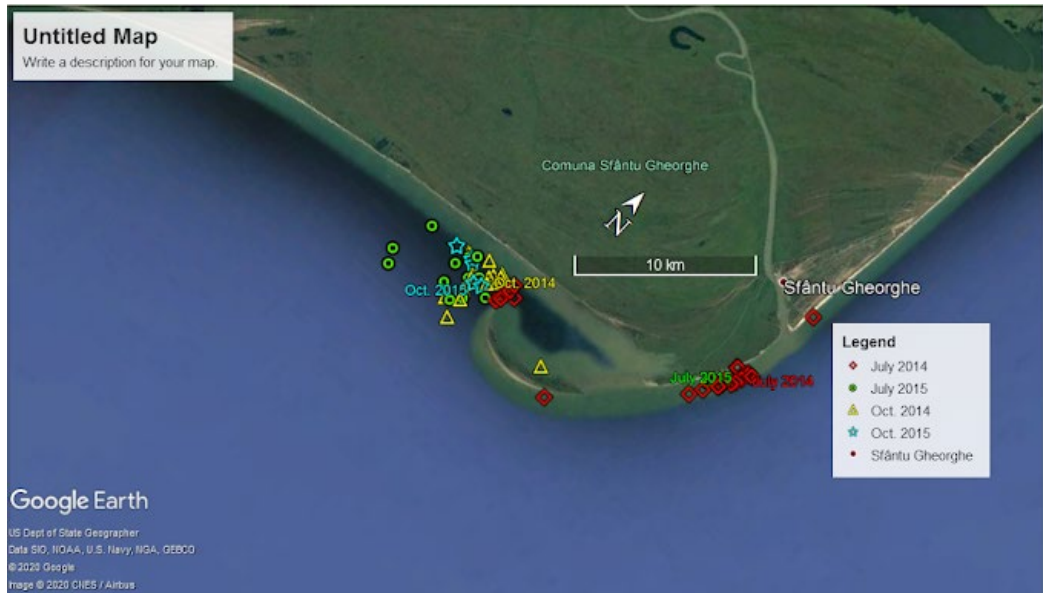 Untitled Map
Write a description for your map.
Comuna Sfântu Gheorghe
N
10 km
Oct. 2015
Oct. 2014
Sfântu Gheorghe
July 2015
July 2014
Legend
July 2014
July 2015
Oct. 2014
Oct. 2015
Sfântu Gheorghe
Google Earth
US Dept of State Geographer
Data SIO, NOAA, U.S. Navy, NGA, GEBCO
© 2020 Google
Image © 2020 CNES / Airbus